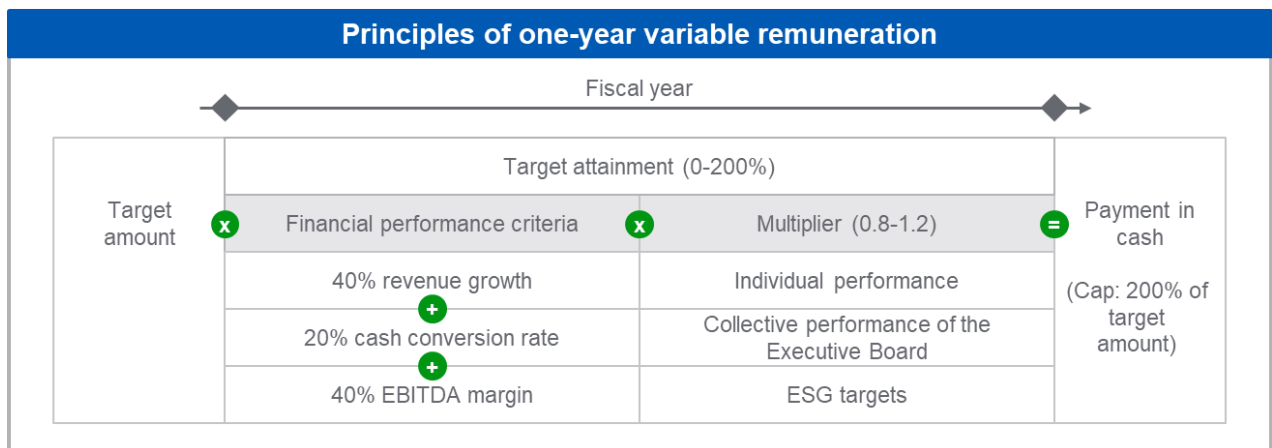 Principles of one-year variable remuneration
Fiscal year
Target attainment (0-200%)
Target
amount
x
Financial performance criteria
x
Multiplier (0.8-1.2)
=
Payment in
cash
(Cap: 200% of
target
amount)
40% revenue growth
Individual performance
+
20% cash conversion rate
Collective performance of the
Executive Board
+
40% EBITDA margin
ESG targets